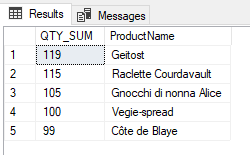 Results Messages
QTY_SUM ProductName
1 119 Geitost
2 115 Raclette Courdavault
3 105 Gnocchi di nonna Alice
4 100 Vegie-spread
5 99 Côte de Blaye